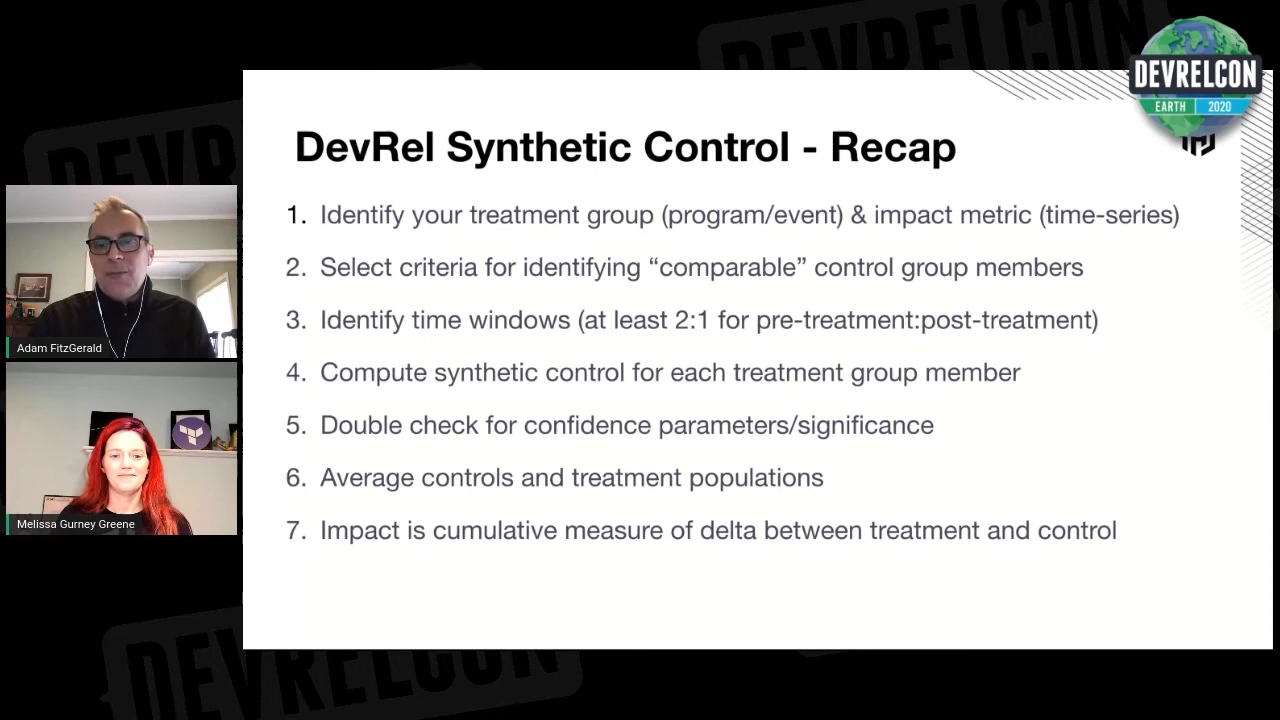 DEVRELCON
EARTH 2020
DevRel Synthetic Control - Recap
1. Identify your treatment group (program/event) & impact metric (time-series)
2. Select criteria for identifying “comparable” control group members
3. Identify time windows (at least 2:1 for pre-treatment:post-treatment)
4. Compute synthetic control for each treatment group member
5. Double check for confidence parameters/significance
6. Average controls and treatment populations
7. Impact is cumulative measure of delta between treatment and control
Adam FitzGerald
Melissa Gurney Greene
DEVRELCON